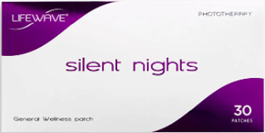 LIFEWAVE®
PHOTOTHERAPY
silent nights
General Wellness patch
30
PATCHES